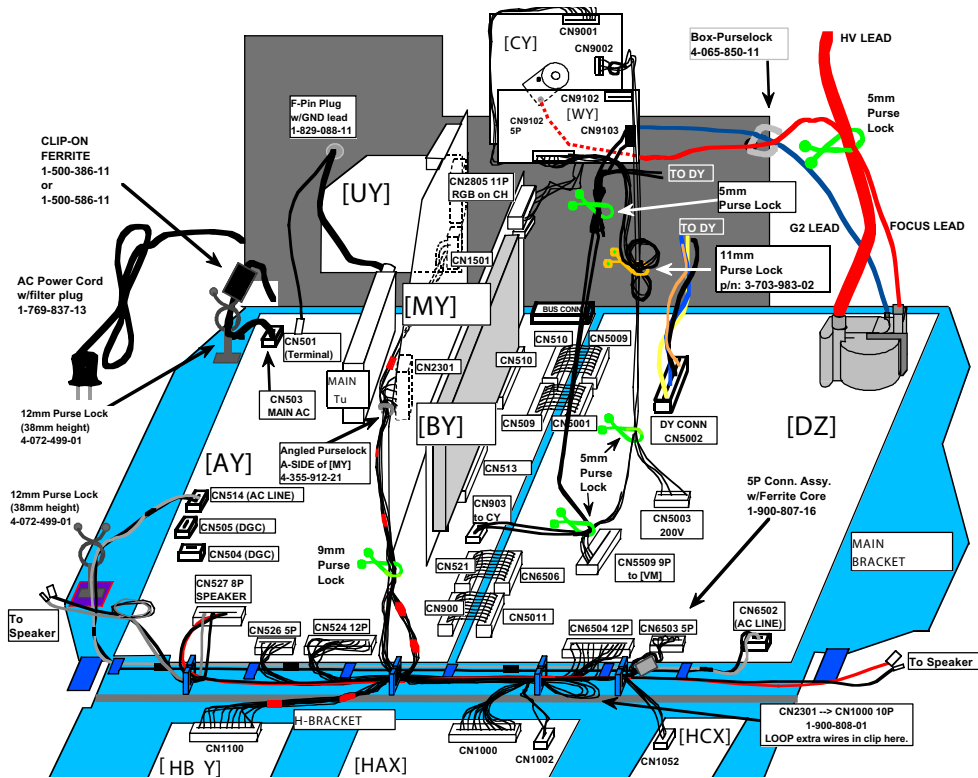 CN9001
[CY]
CN9002
CN9102
[WY]
CN9102
5P
CN9103
Box-Purselock
4-065-850-11
HV LEAD
5mm
Purse
Lock
F-Pin Plug
w/GND lead
1-829-088-11
CLIP-ON
FERRITE
1-500-386-11
or
1-500-586-11
[UY]
CN2805 11P
RGB on CH
TO DY
5mm
Purse Lock
TO DY
G2 LEAD
FOCUS LEAD
CN1501
11mm
Purse Lock
p/n: 3-703-983-02
AC Power Cord
w/filter plug
1-769-837-13
[MY]
BUS CONN
CN501
(Terminal)
CN510
CN5009
CN510
MAIN
Tu
CN2301
CN503
MAIN AC
12mm Purse Lock
(38mm height)
4-072-499-01
CN509
CN5001
DY CONN
CN5002
[BY]
[DZ]
Angled Purselock
A-SIDE of [MY]
4-355-912-21
[AY]
5mm
Purse
Lock
CN513
5P Conn. Assy.
w/Ferrite Core
1-900-807-16
12mm Purse Lock
(38mm height)
4-072-499-01
CN514 (AC LINE)
CN903
to CY
CN5003
200V
CN505 (DGC)
CN504 (DGC)
MAIN
BRACKET
9mm
Purse
Lock
CN521
CN6506
CN5509 9P
to [VM]
CN527 8P
SPEAKER
CN900
CN5011
CN6502
(AC LINE)
To
Speaker
CN526 5P
CN524 12P
CN6504 12P
CN6503 5P
To Speaker
H-BRACKET
CN2301 --> CN1000 10P
1-900-808-01
LOOP extra wires in clip here.
CN1100
CN1000
CN1002
CN1052
[HCX]
[HB Y]
[HAX]